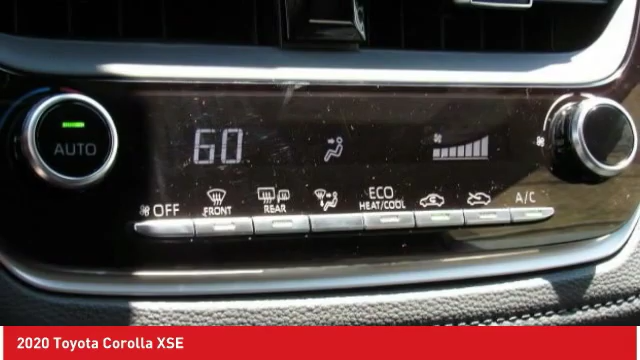 AUTO
60
OFF
FRONT
REAR
ECO
HEAT/COOL
A/C
2020 Toyota Corolla XSE